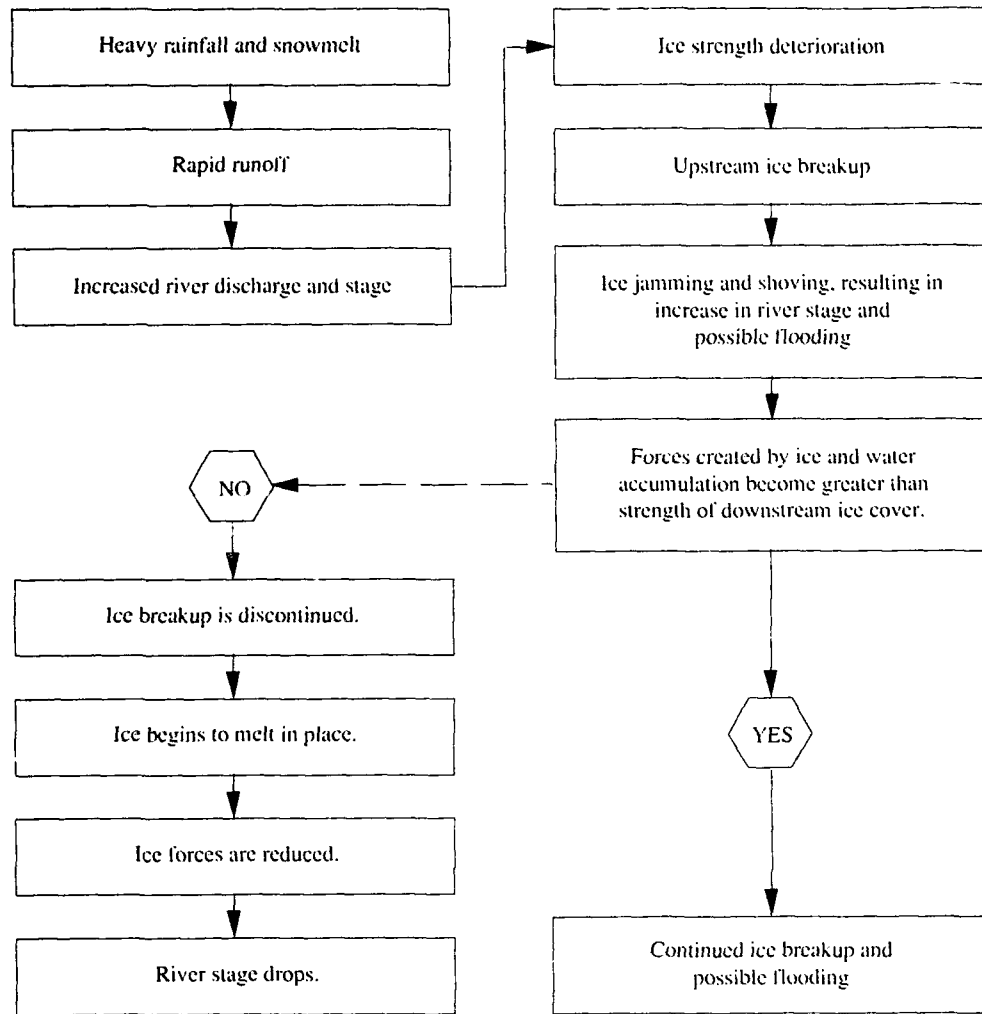 Heavy rainfall and snowmelt
Rapid runoff
Increased river discharge and stage
Ice strength deterioration
Upstream ice breakup
Ice jamming and shoving, resulting in
increase in river stage and
possible flooding
Forces created by ice and water
accumulation become greater than
strength of downstream ice cover.
NO
Ice breakup is discontinued.
Ice begins to melt in place.
Ice forces are reduced.
River stage drops.
YES
Continued ice breakup and
possible flooding